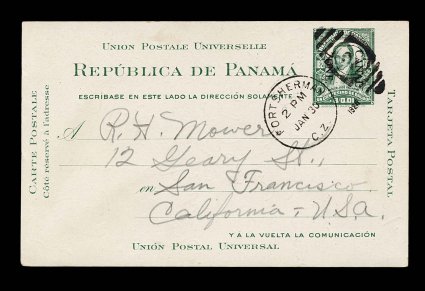 UNION POSTALE UNIVERSELLE
REPÚBLICA DE PANAMÁ
ESCRÍBASE EN ESTE LADO LA DIRECCIÓN SOLAMENTE
CARTE POSTALE
Côté réservé à l'adresse
TARJETA POSTAL
FORT SHERMAN
2 PM
JAN 30
C.Z.
A R. H. Mower
12 Geary St.,
en San Francisco
California - U.S.A.
Y Á LA VUELTA LA COMUNICACIÓN
UNIÓN POSTAL UNIVERSAL